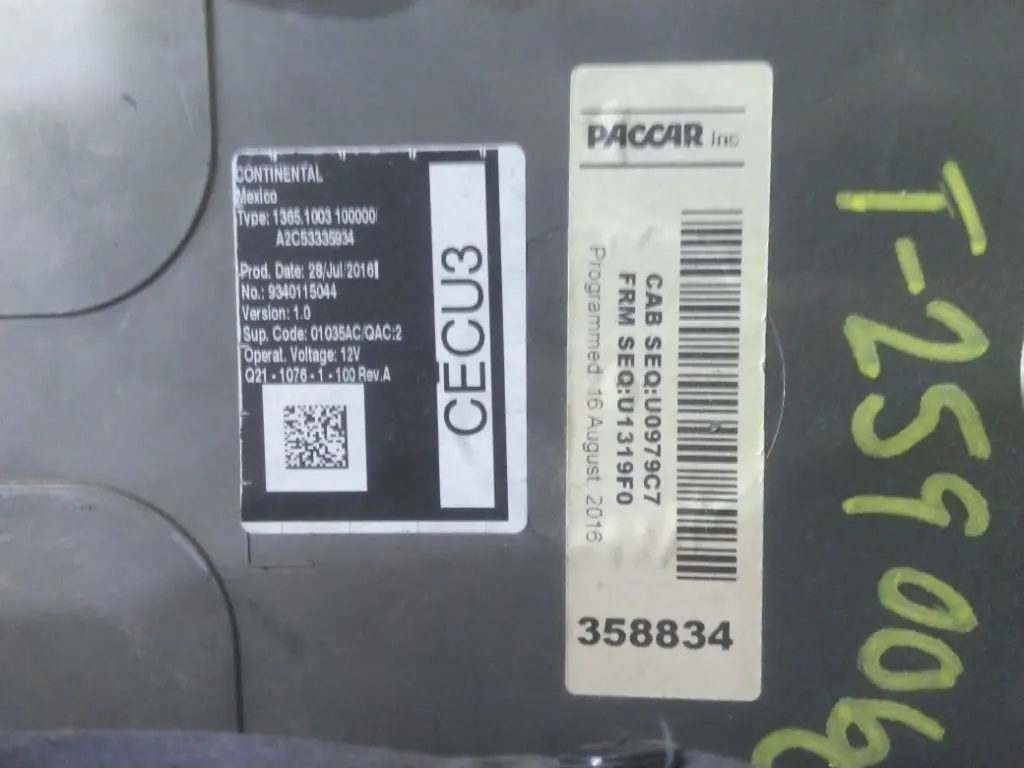 CONTINENTAL
Mexico
Type: 1365.1003 100000
A2C53335934
Prod. Date: 28/Jul/2016
No.: 9340115044
Version: 1.0
Sup. Code: 01035AC/QAC:2
Operat. Voltage: 12V
Q21 - 1076 - 1 - 100 Rev.A
CECU3
PACCAR Inc
CAB SEQ:U0979C7
FRM SEQ:U1319F0
Programmed 16 August, 2016
358834